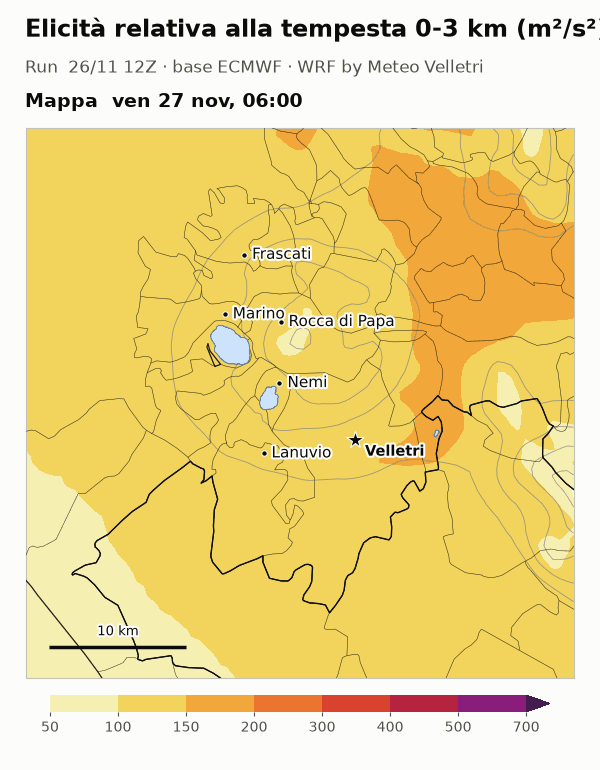 Elicità relativa alla tempesta 0-3 km (m²/s²)
Run 26/11 12Z · base ECMWF · WRF by Meteo Velletri
Mappa ven 27 nov, 06:00
Frascati
Marino
Rocca di Papa
Nemi
Velletri
Lanuvio
10 km
50 100 150 200 300 400 500 700